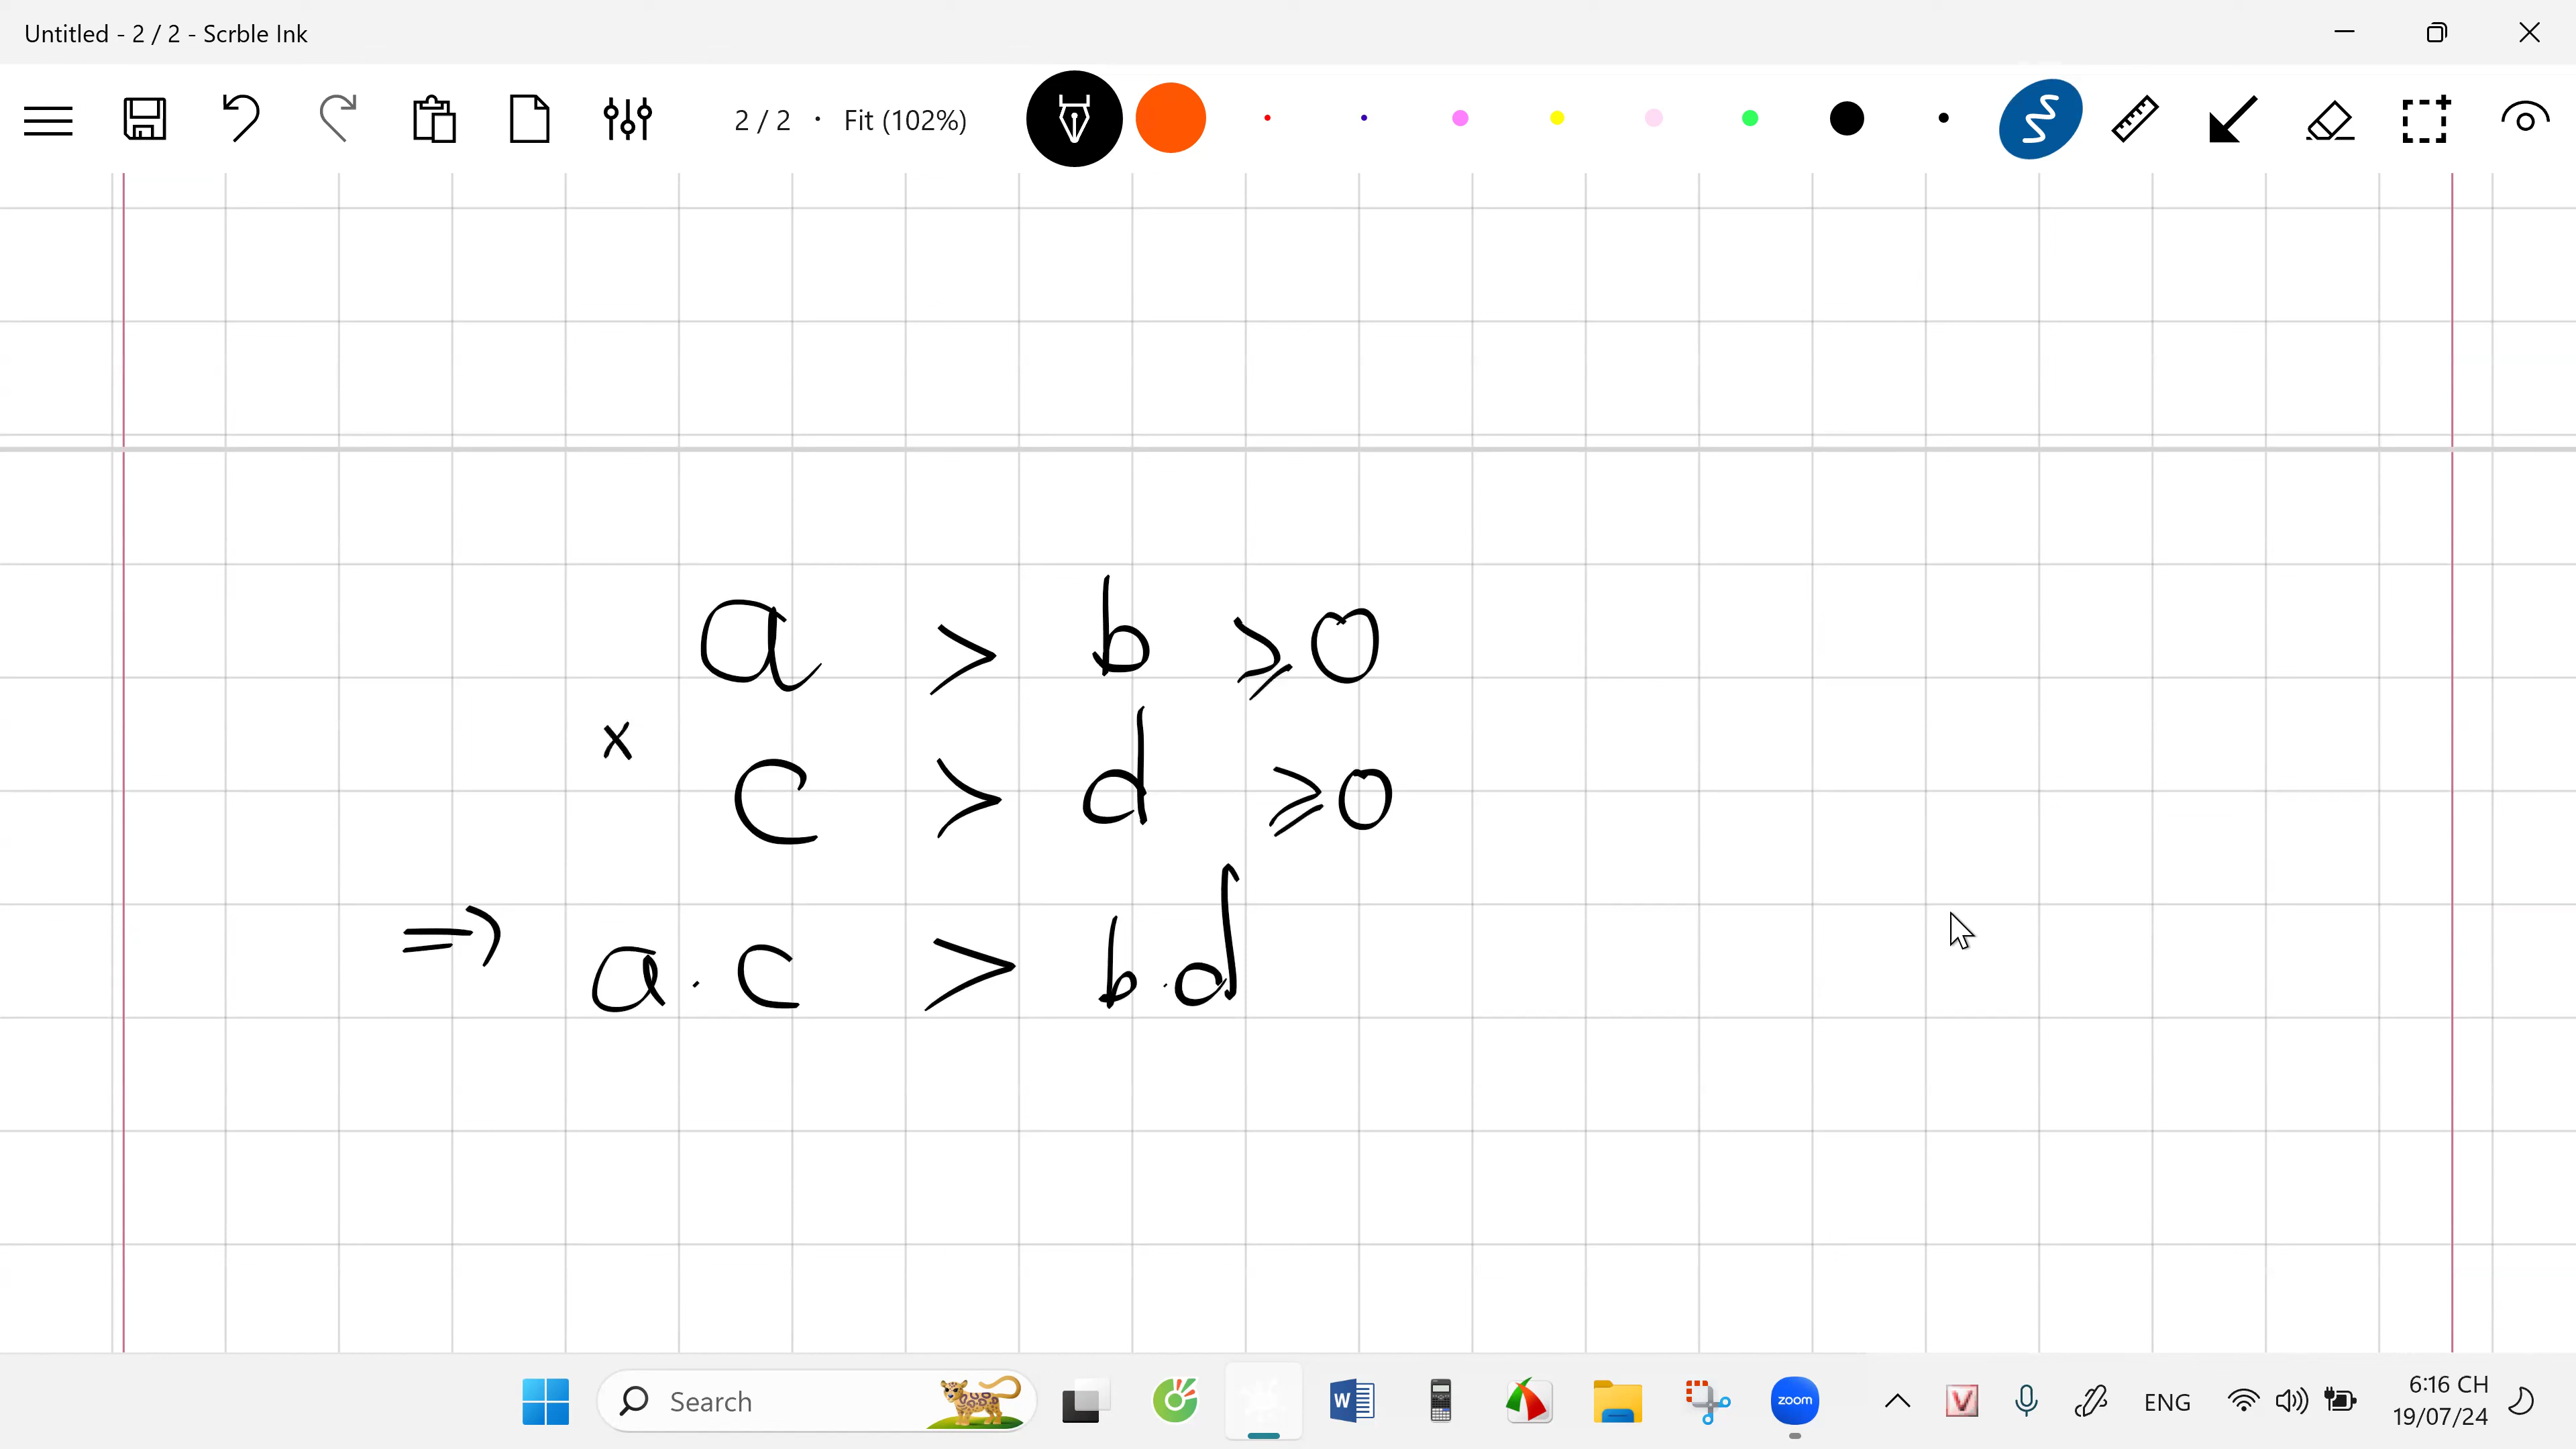 Untitled - 2 / 2 - Scrble Ink
2 / 2 · Fit (102%)
a > b ⩾ 0
×
c > d ⩾ 0
⇒ a . c > b . d
Search
W
zoom
V
ENG
6:16 CH
19/07/24